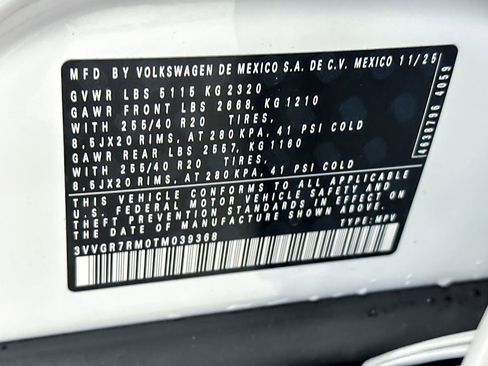 MFD BY VOLKSWAGEN DE MEXICO S.A. DE C.V. MEXICO 11/25
GVWR LBS 5115 KG 2320
GAWR FRONT LBS 2668, KG 1210
WITH 255/40 R20 TIRES,
8,5JX20 RIMS, AT 280 KPA, 41 PSI COLD
GAWR REAR LBS 2557, KG 1160
WITH 255/40 R20 TIRES,
8,5JX20 RIMS, AT 280 KPA, 41 PSI COLD
THIS VEHICLE CONFORMS TO ALL APPLICABLE
U.S. FEDERAL MOTOR VEHICLE SAFETY AND
THEFT PREVENTION STANDARDS IN EFFECT ON
THE DATE OF MANUFACTURE SHOWN ABOVE.
3VVGR7RM0TM039368 TYPE: MPV
4059